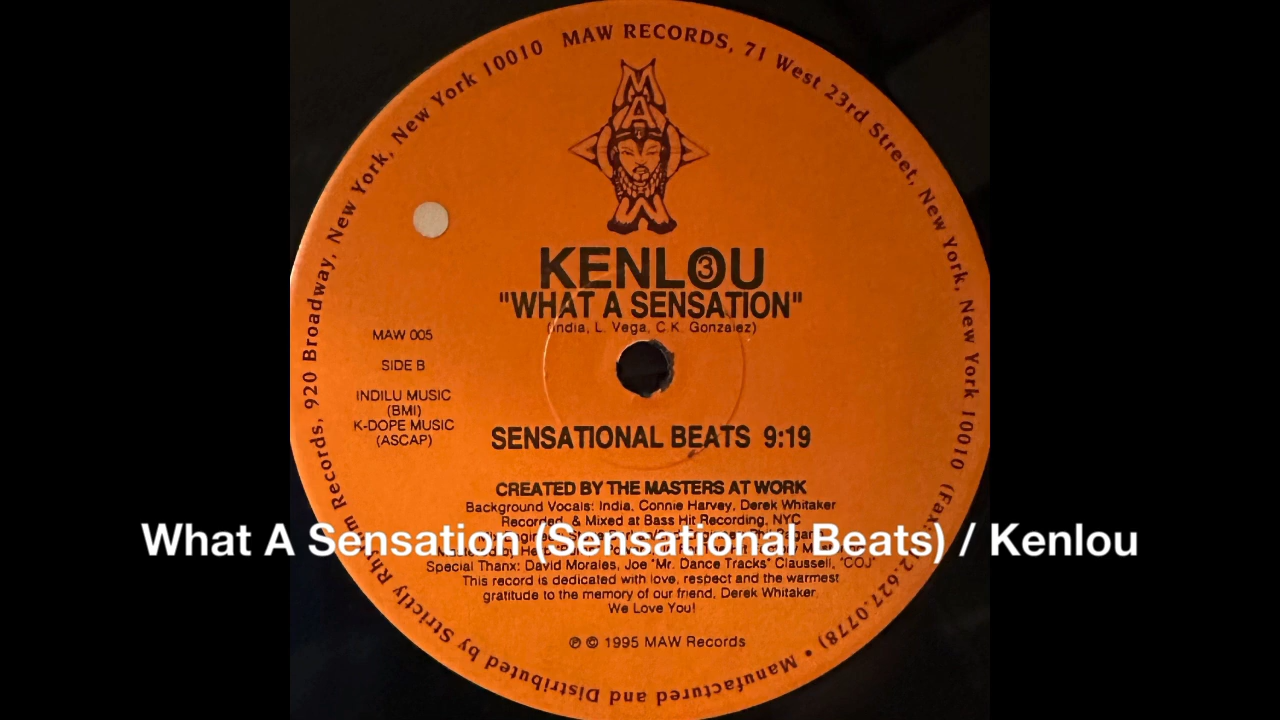 MAW RECORDS, 71 West 23rd Street, New York, New York 10010 (Fax: 212.627.0778) • Manufactured and Distributed by Strictly Rhythm Records, 920 Broadway, New York, New York 10010
MAW
KENLOU
3
"WHAT A SENSATION"
(India, L. Vega, C.K. Gonzalez)
MAW 005
SIDE B
INDILU MUSIC
(BMI)
K-DOPE MUSIC
(ASCAP)
SENSATIONAL BEATS 9:19
CREATED BY THE MASTERS AT WORK
Background Vocals: India, Connie Harvey, Derek Whitaker
Recorded & Mixed at Bass Hit Recording, NYC
What A Sensation (Sensational Beats) / Kenlou
Special Thanx: David Morales, Joe "Mr. Dance Tracks" Claussell, "COJ"
This record is dedicated with love, respect and the warmest
gratitude to the memory of our friend, Derek Whitaker
We Love You!
℗ © 1995 MAW Records